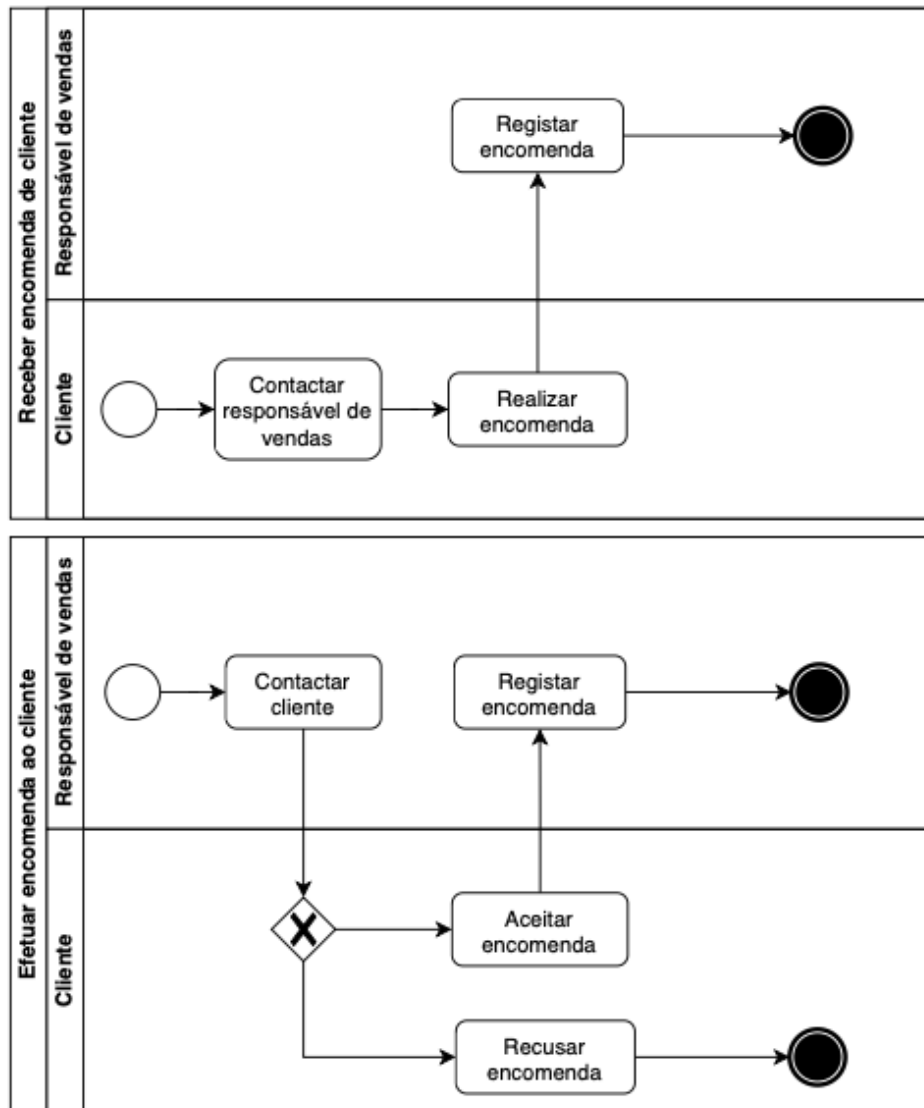 Receber encomenda de cliente
Responsável de vendas
Registar
encomenda
Cliente
Contactar
responsável de
vendas
Realizar
encomenda
Efetuar encomenda ao cliente
Responsável de vendas
Contactar
cliente
Registar
encomenda
Cliente
Aceitar
encomenda
Recusar
encomenda